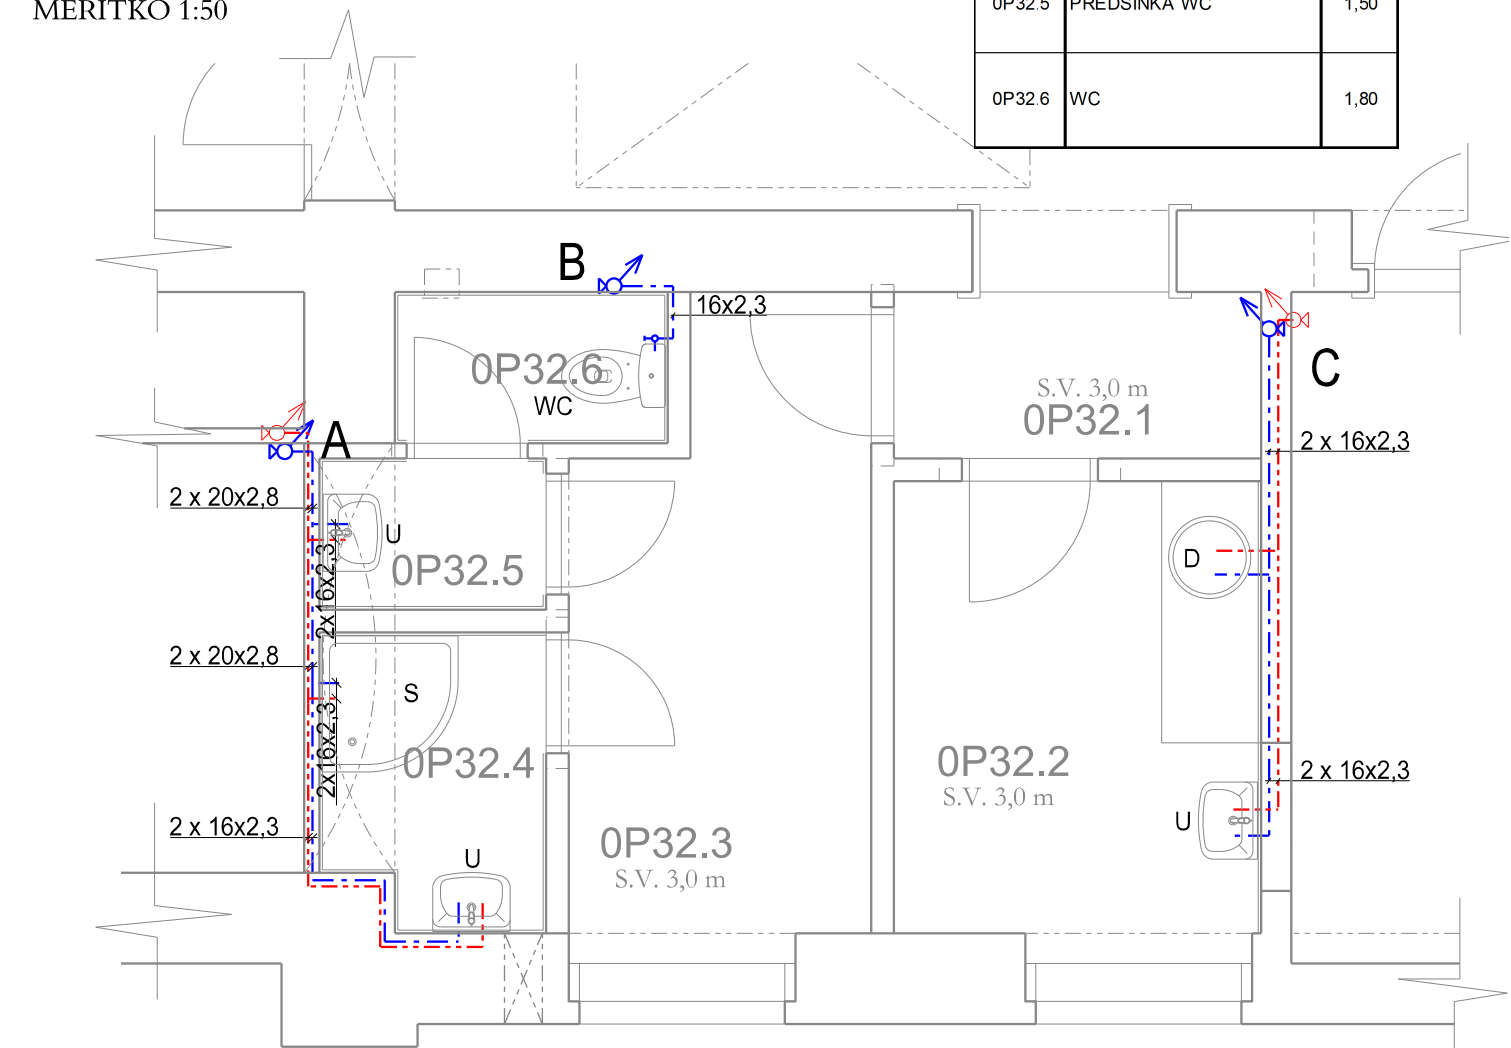 MERITKO 1:50
0P32.5 PREDSINKA WC 1,50
0P32.6 WC 1,80
B
16x2,3
0P32.6
WC
S.V. 3,0 m
0P32.1
C
A
2 x 16x2,3
2 x 20x2,8
U
0P32.5
D
2x16x2,3
2 x 20x2,8
S
2x16x2,3
0P32.4
0P32.2
S.V. 3,0 m
2 x 16x2,3
2 x 16x2,3
U
0P32.3
S.V. 3,0 m
U